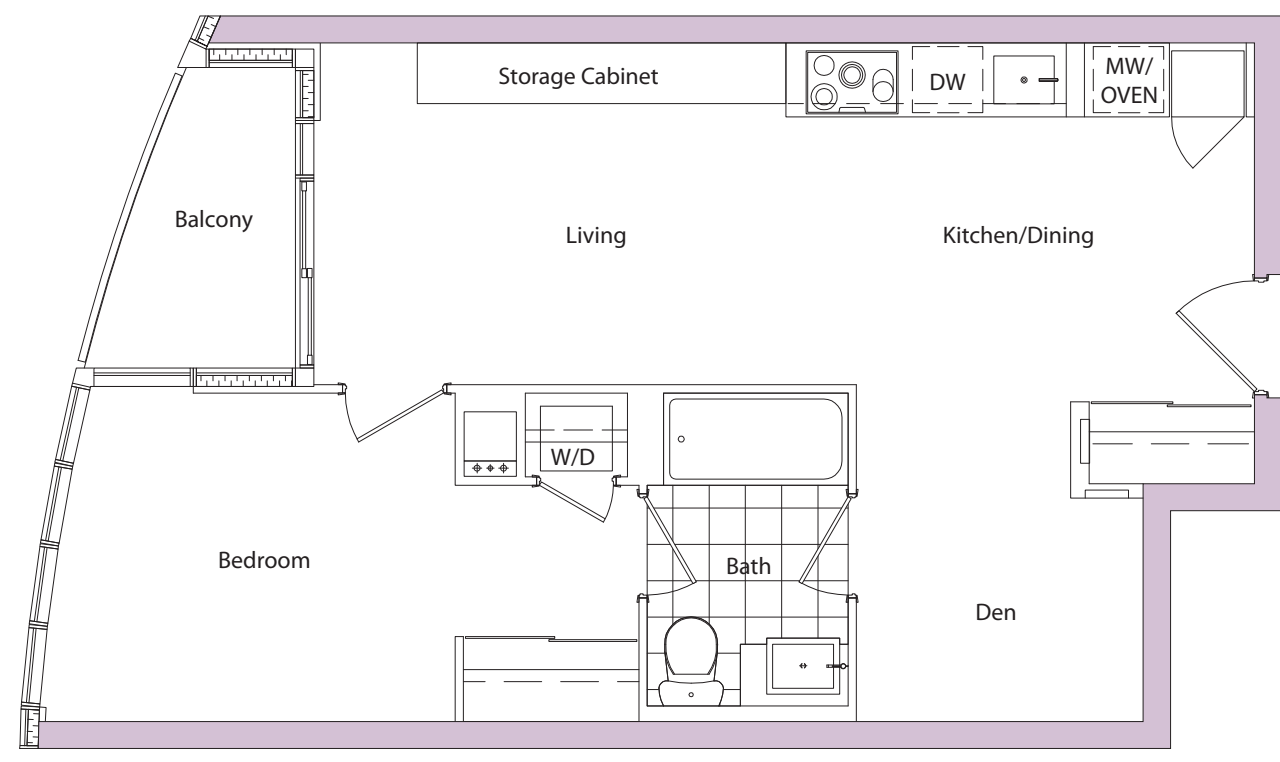 Storage Cabinet
DW
MW/
OVEN
Balcony
Living
Kitchen/Dining
W/D
Bedroom
Bath
Den